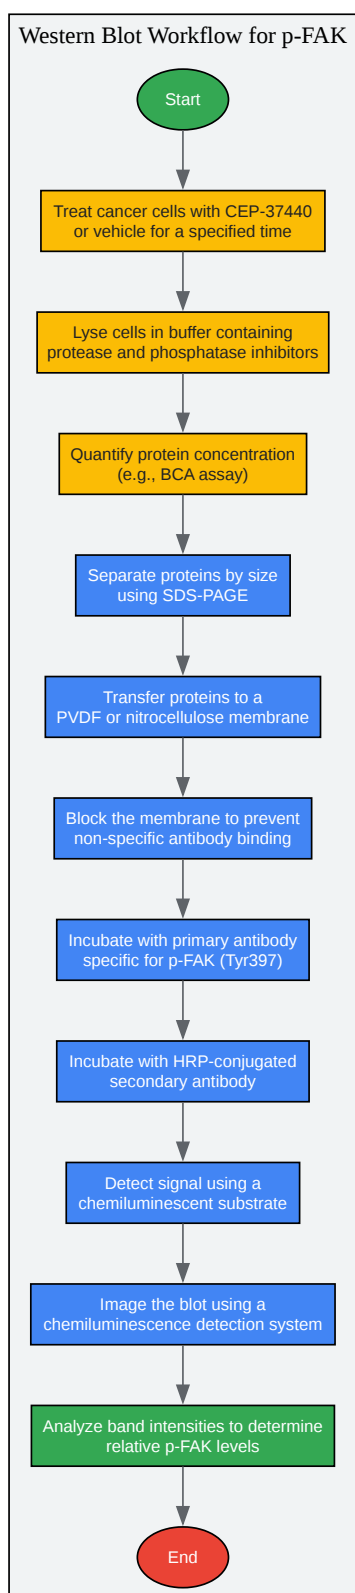 Western Blot Workflow for p-FAK
Start
Treat cancer cells with CEP-37440
or vehicle for a specified time
Lyse cells in buffer containing
protease and phosphatase inhibitors
Quantify protein concentration
(e.g., BCA assay)
Separate proteins by size
using SDS-PAGE
Transfer proteins to a
PVDF or nitrocellulose membrane
Block the membrane to prevent
non-specific antibody binding
Incubate with primary antibody
specific for p-FAK (Tyr397)
Incubate with HRP-conjugated
secondary antibody
Detect signal using a
chemiluminescent substrate
Image the blot using a
chemiluminescence detection system
Analyze band intensities to determine
relative p-FAK levels
End